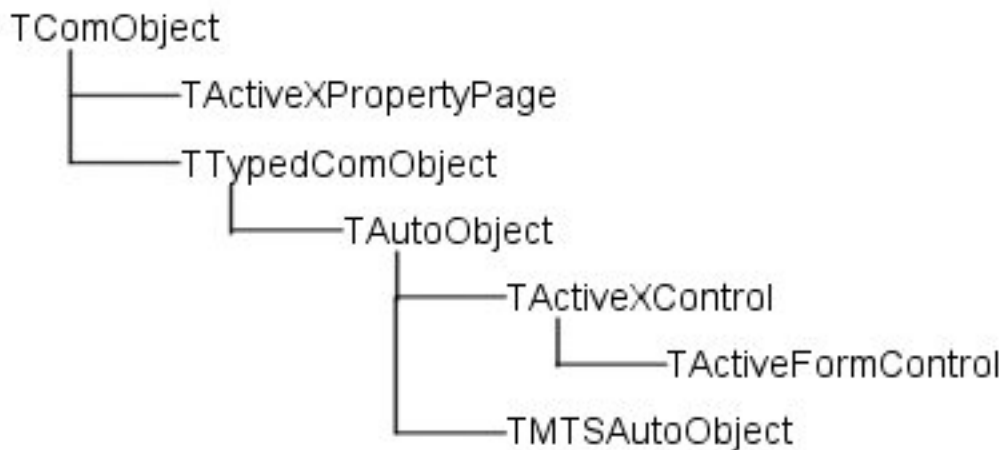 TComObject
TActiveXPropertyPage
TTypedComObject
TAutoObject
TActiveXControl
TActiveFormControl
TMTSAutoObject